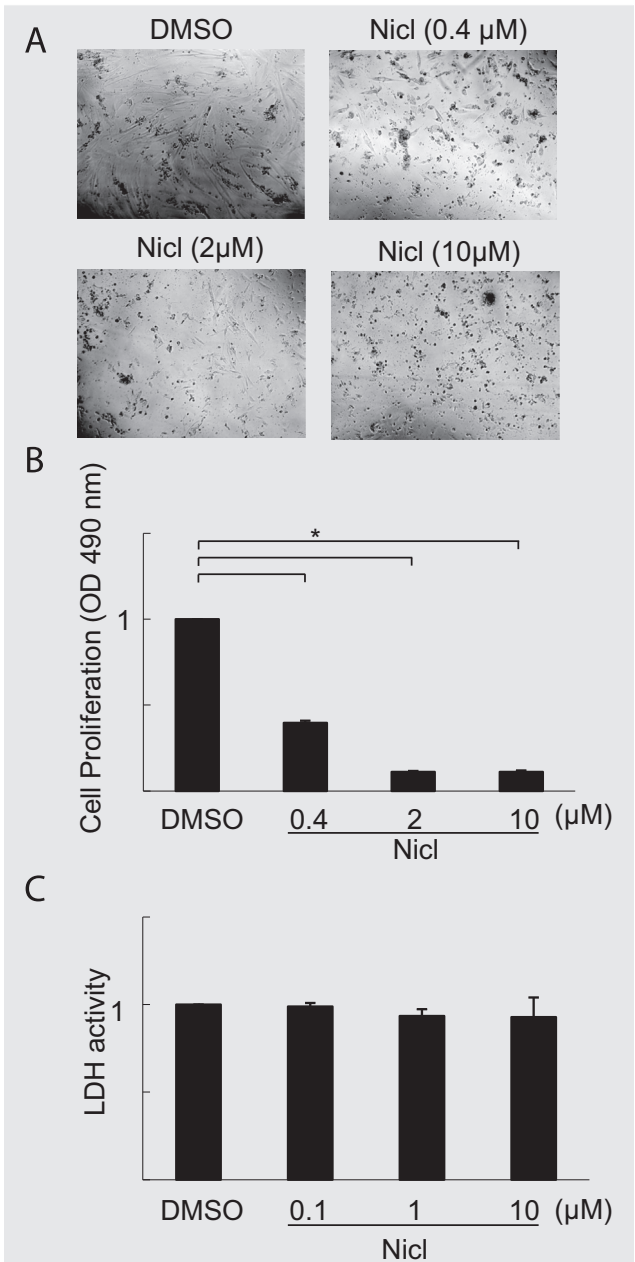 A
DMSO
Nicl (0.4 µM)
Nicl (2µM)
Nicl (10µM)
B
Cell Proliferation (OD 490 nm)
1
*
DMSO
0.4
2
10
(µM)
Nicl
C
LDH activity
1
DMSO
0.1
1
10
(µM)
Nicl